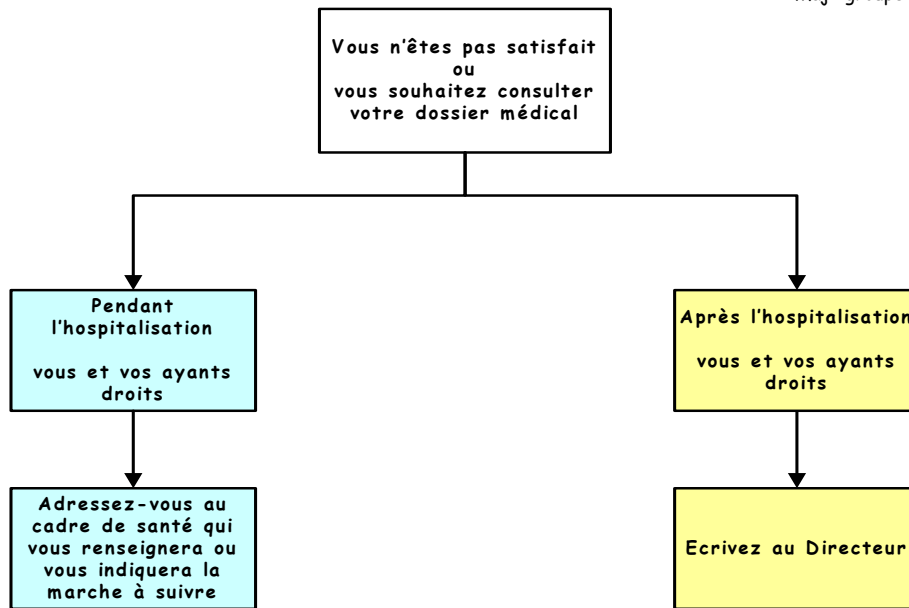 groupe
Vous n'êtes pas satisfait
ou
vous souhaitez consulter
votre dossier médical
Pendant
l'hospitalisation
vous et vos ayants
droits
Après l'hospitalisation
vous et vos ayants
droits
Adressez-vous au
cadre de santé qui
vous renseignera ou
vous indiquera la
marche à suivre
Ecrivez au Directeur